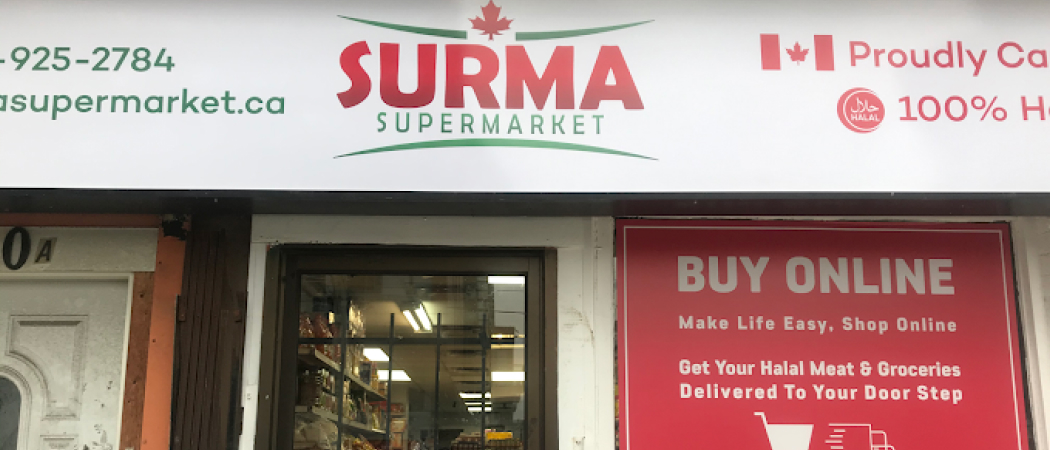 -925-2784
asupermarket.ca
SURMA
SUPERMARKET
Proudly Ca
حلال
HALAL
100% H
0A
BUY ONLINE
Make Life Easy, Shop Online
Get Your Halal Meat & Groceries
Delivered To Your Door Step